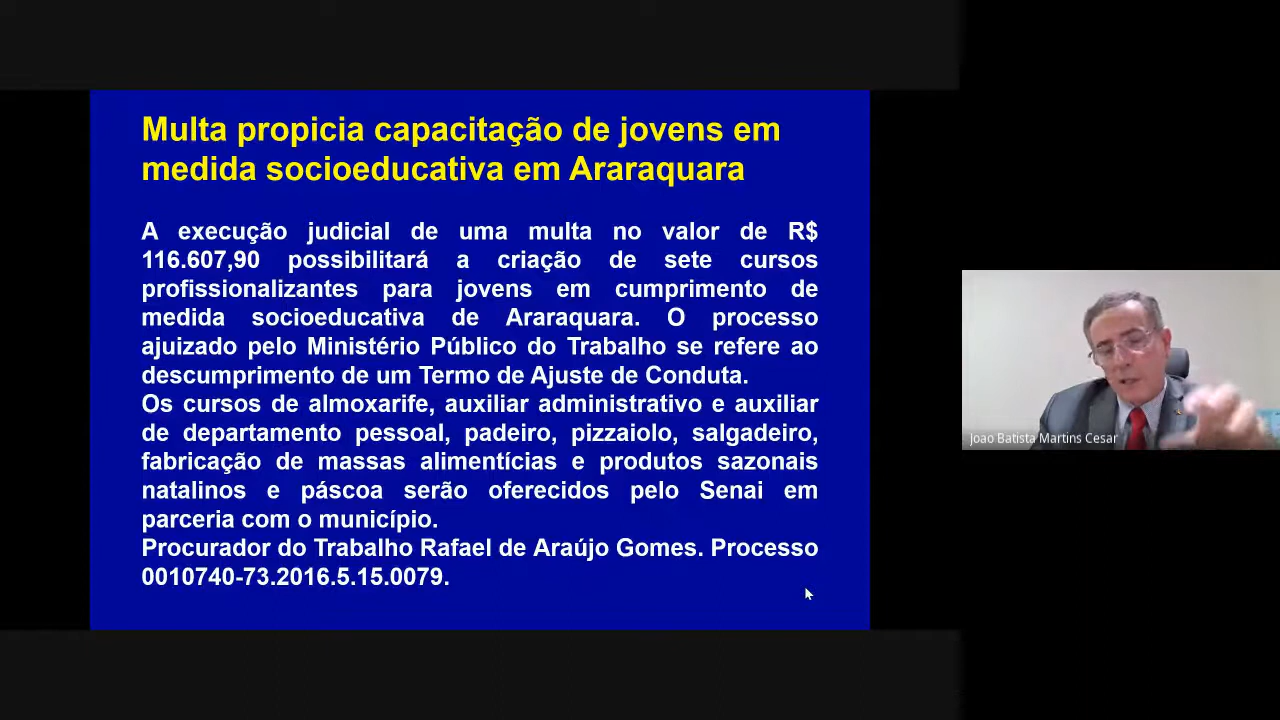 Multa propicia capacitação de jovens em
medida socioeducativa em Araraquara
A execução judicial de uma multa no valor de R$
116.607,90 possibilitará a criação de sete cursos
profissionalizantes para jovens em cumprimento de
medida socioeducativa de Araraquara. O processo
ajuizado pelo Ministério Público do Trabalho se refere ao
descumprimento de um Termo de Ajuste de Conduta.
Os cursos de almoxarife, auxiliar administrativo e auxiliar
de departamento pessoal, padeiro, pizzaiolo, salgadeiro,
fabricação de massas alimentícias e produtos sazonais
natalinos e páscoa serão oferecidos pelo Senai em
parceria com o município.
Procurador do Trabalho Rafael de Araújo Gomes. Processo
0010740-73.2016.5.15.0079.
Joao Batista Martins Cesar